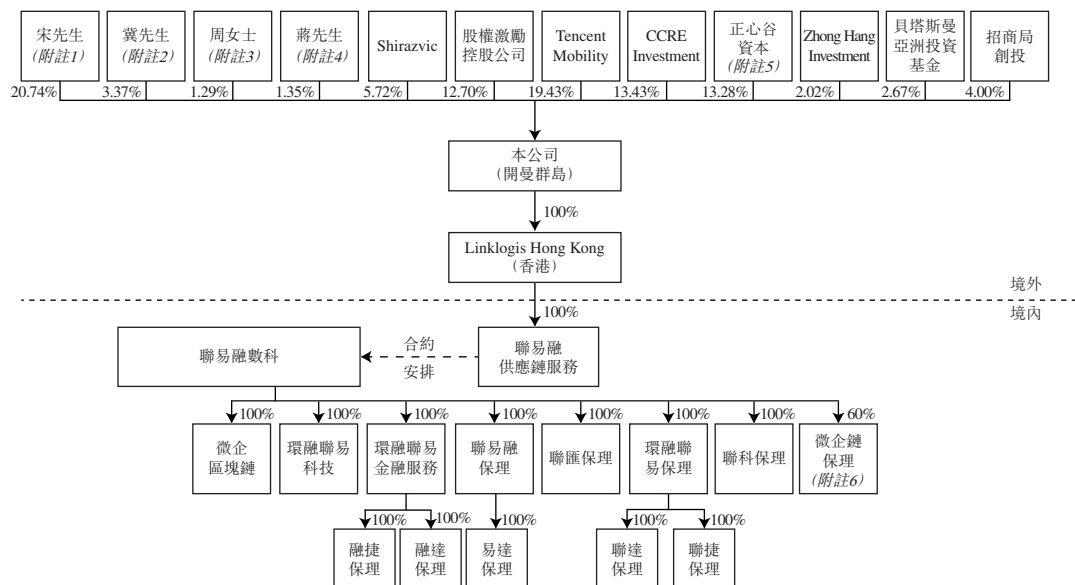 宋先生
(附註1)
冀先生
(附註2)
周女士
(附註3)
蔣先生
(附註4)
Shirazvic
股權激勵
控股公司
Tencent
Mobility
CCRE
Investment
正心谷
資本
(附註5)
Zhong Hang
Investment
貝塔斯曼
亞洲投資
基金
招商局
創投
20.74%
3.37%
1.29%
1.35%
5.72%
12.70%
19.43%
13.43%
13.28%
2.02%
2.67%
4.00%
本公司
(開曼群島)
100%
Linklogis Hong Kong
(香港)
境外
境內
100%
聯易融數科
合約
安排
聯易融
供應鏈服務
100%
100%
100%
100%
100%
100%
100%
60%
微企
區塊鏈
環融聯易
科技
環融聯易
金融服務
聯易融
保理
聯匯保理
環融聯
易保理
聯科保理
微企鏈
保理
(附註6)
100%
100%
100%
100%
100%
融捷
保理
融達
保理
易達
保理
聯達
保理
聯捷
保理